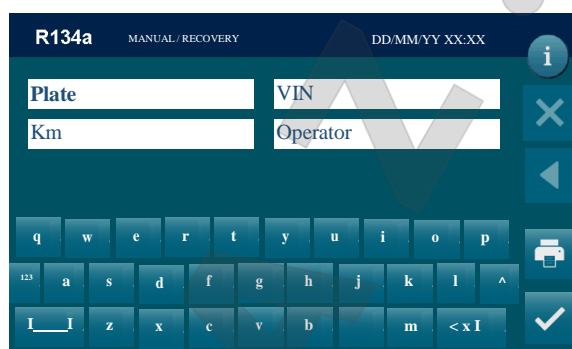 R134a MANUAL / RECOVERY DD/MM/YY XX:XX
i
Plate VIN
Km Operator
q w e r t y u i o p
123 a s d f g h j k l ^
I___I z x c v b m < x I